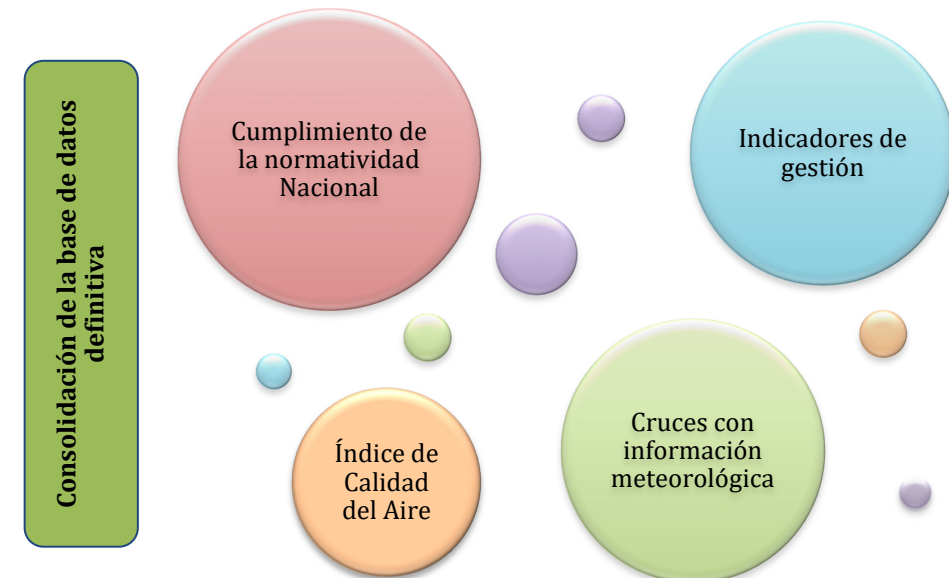 Consolidación de la base de datos
definitiva
Cumplimiento de
la normatividad
Nacional
Indicadores de
gestión
Índice de
Calidad
del Aire
Cruces con
información
meteorológica